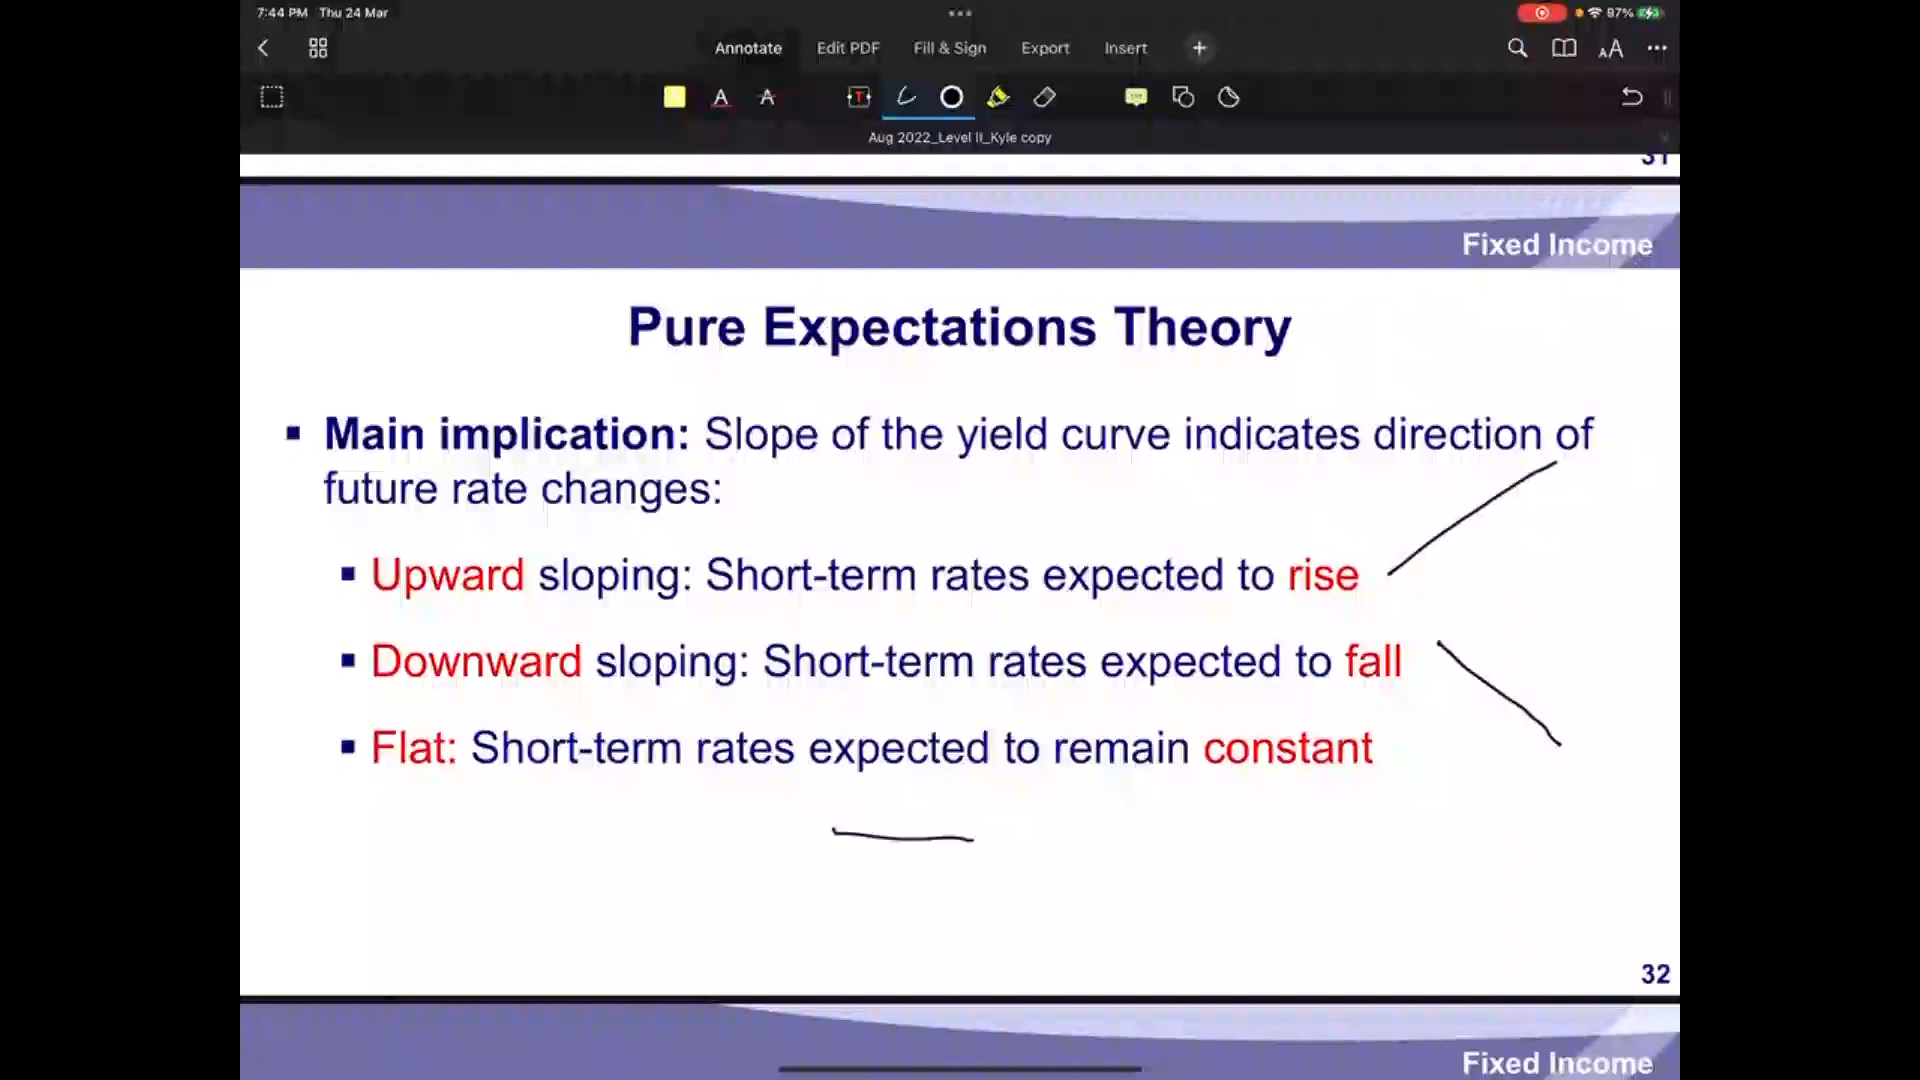 7:44 PM Thu 24 Mar
97%
Annotate Edit PDF Fill & Sign Export Insert
AA
A A T
Aug 2022_Level II_Kyle copy
31
Fixed Income
Pure Expectations Theory
▪ Main implication: Slope of the yield curve indicates direction of
future rate changes:
▪ Upward sloping: Short-term rates expected to rise
▪ Downward sloping: Short-term rates expected to fall
▪ Flat: Short-term rates expected to remain constant
32
Fixed Income